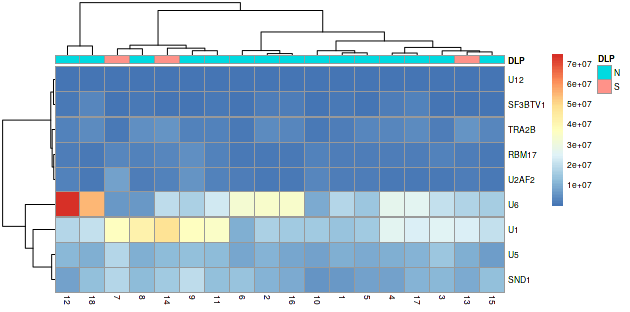 DLP
U12
SF3BTV1
TRA2B
RBM17
U2AF2
U6
U1
U5
SND1
12 18 7 8 14 9 11 6 2 16 10 1 5 4 17 3 13 15
7e+07
6e+07
5e+07
4e+07
3e+07
2e+07
1e+07
DLP
N
S